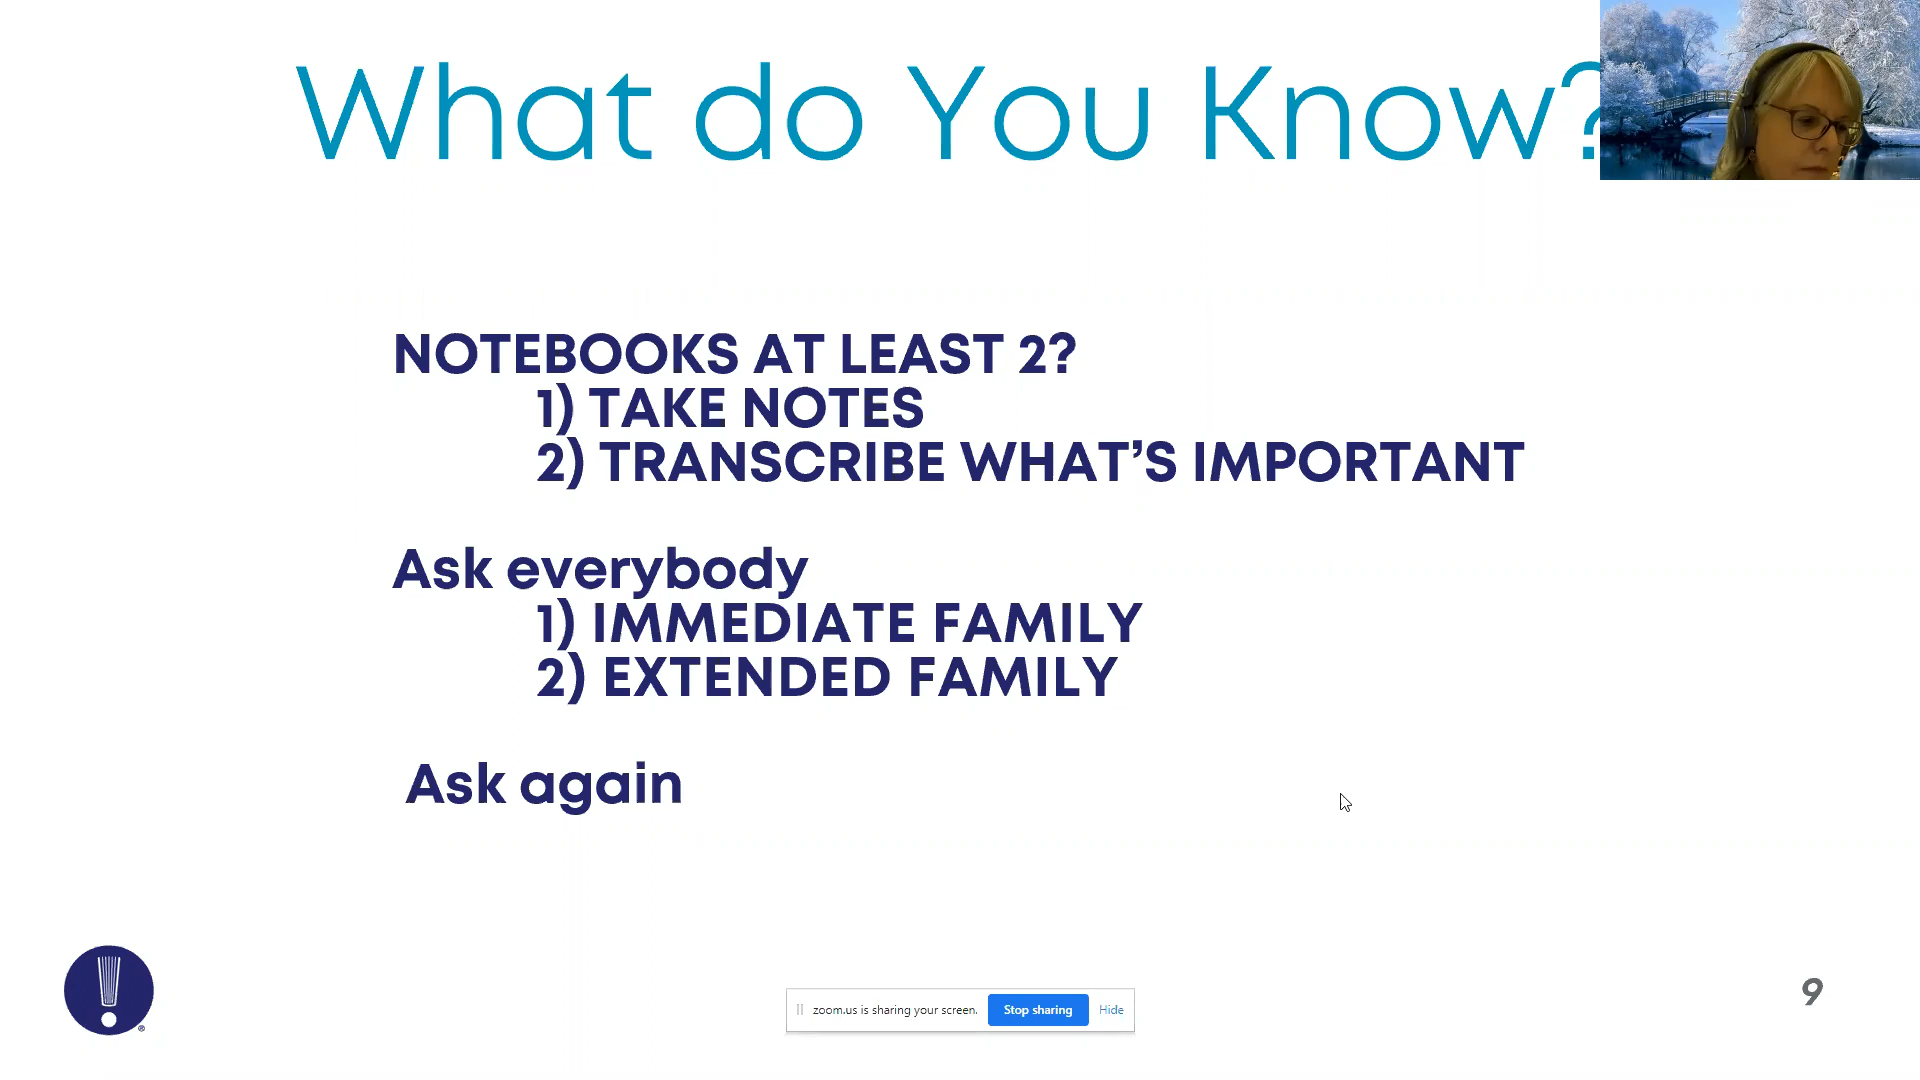 What do You Know?
NOTEBOOKS AT LEAST 2?
1) TAKE NOTES
2) TRANSCRIBE WHAT’S IMPORTANT
Ask everybody
1) IMMEDIATE FAMILY
2) EXTENDED FAMILY
Ask again
9
zoom.us is sharing your screen. Stop sharing Hide